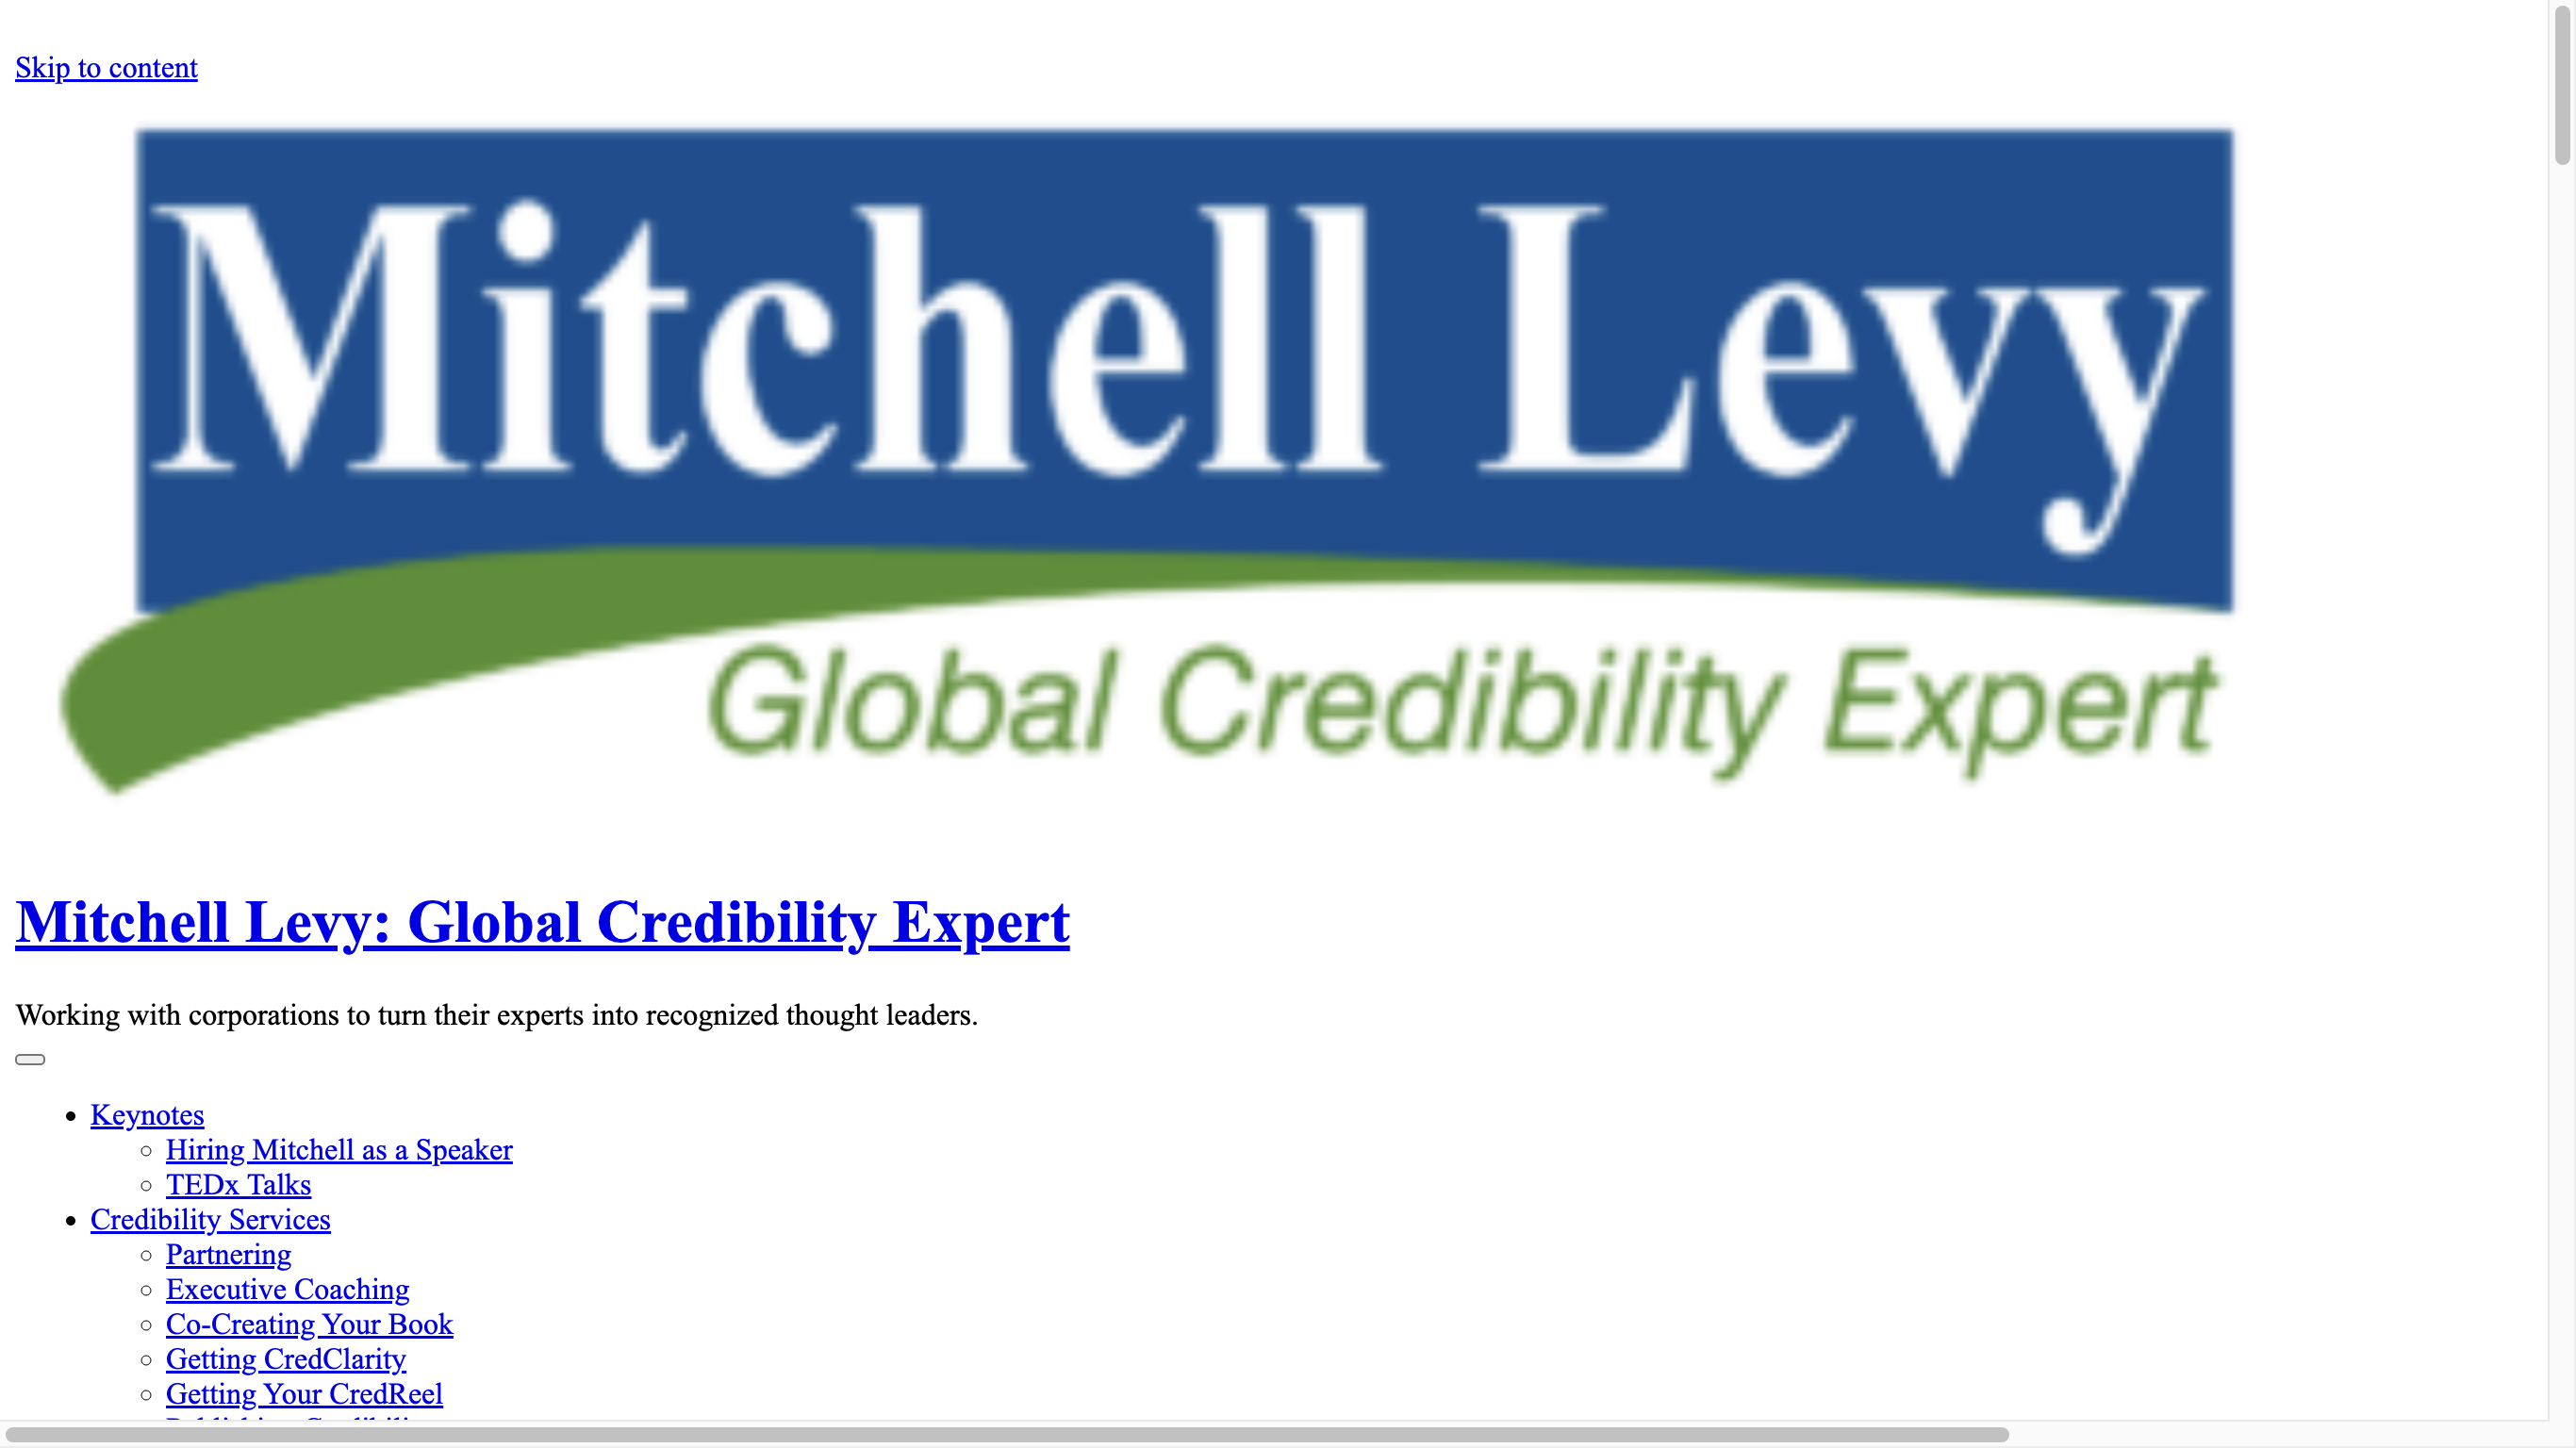 Skip to content
Mitchell Levy
Global Credibility Expert
Mitchell Levy: Global Credibility Expert
Working with corporations to turn their experts into recognized thought leaders.
Keynotes
Hiring Mitchell as a Speaker
TEDx Talks
Credibility Services
Partnering
Executive Coaching
Co-Creating Your Book
Getting CredClarity
Getting Your CredReel